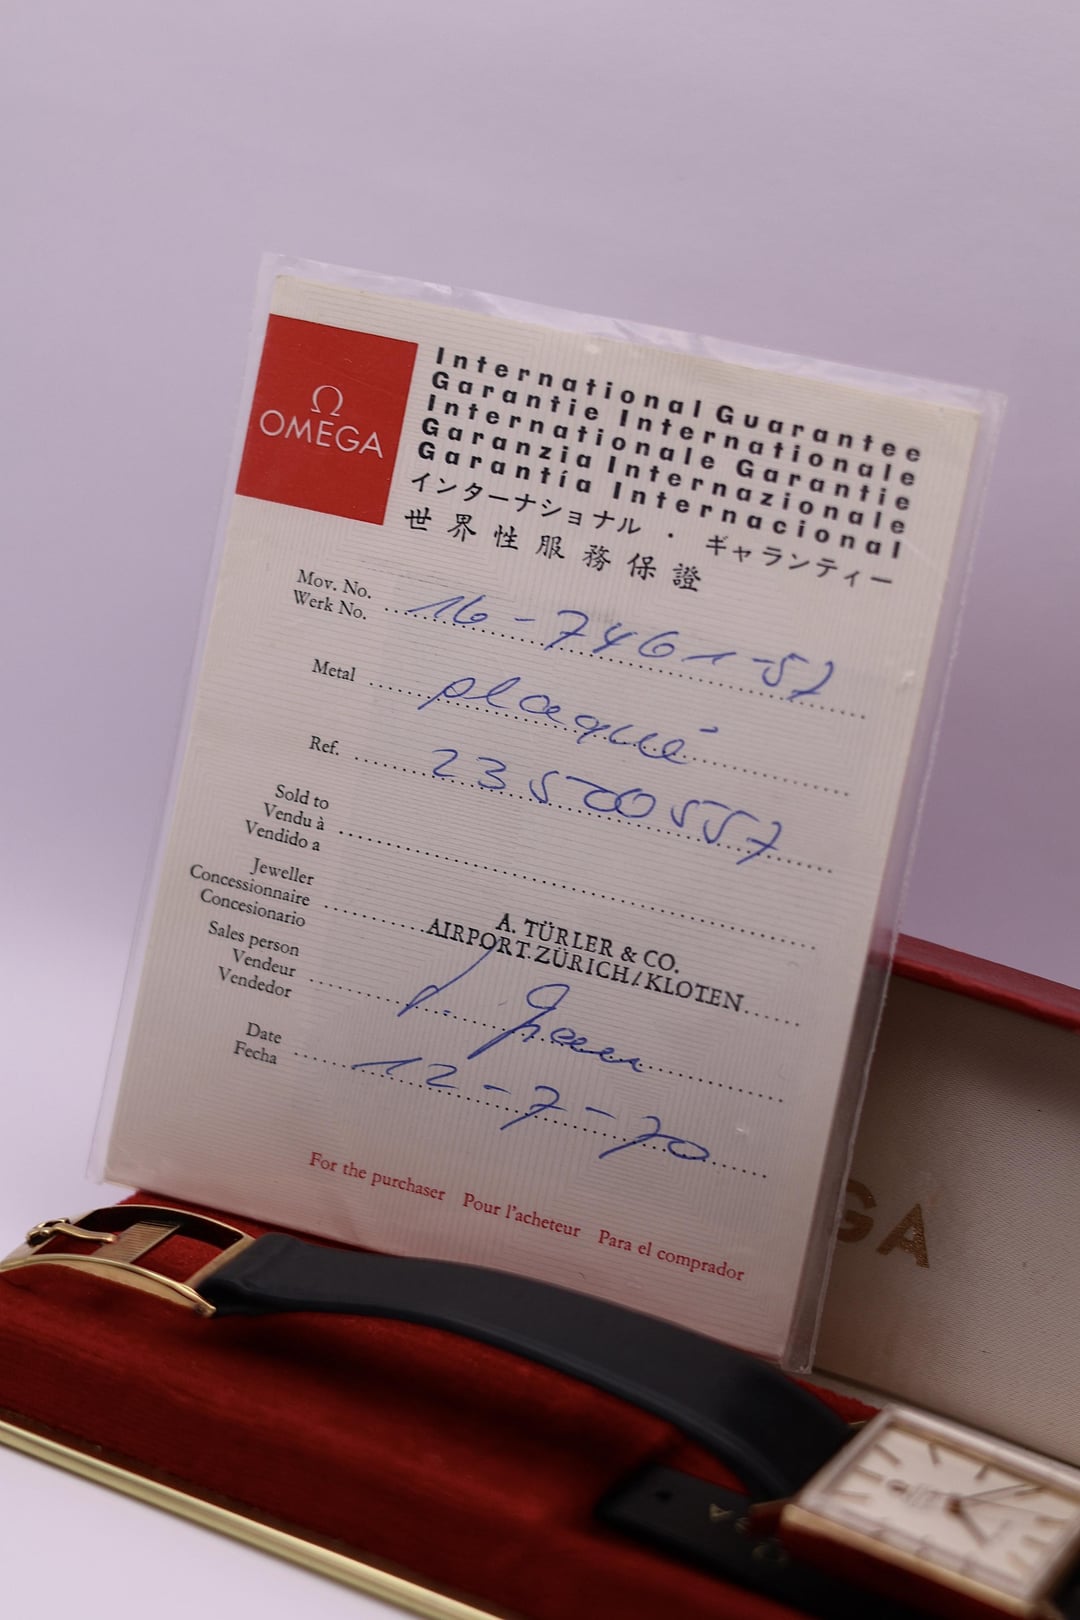 Ω
OMEGA
International Guarantee
Garantie Internationale
Internationale Garantie
Garanzia Internazionale
Garantía Internacional
インターナショナル · ギャランティー
世界性服務保證
Mov. No.
Werk No.
16-7461-57
Metal plaqué
Ref. 23500557
Sold to
Vendu à
Vendido a
Jeweller
Concessionnaire
Concesionario
A. TÜRLER & CO.
AIRPORT ZÜRICH/KLOTEN
Sales person
Vendeur
Vendedor
Date
Fecha
12-7-70
For the purchaser Pour l'acheteur Para el comprador
GA